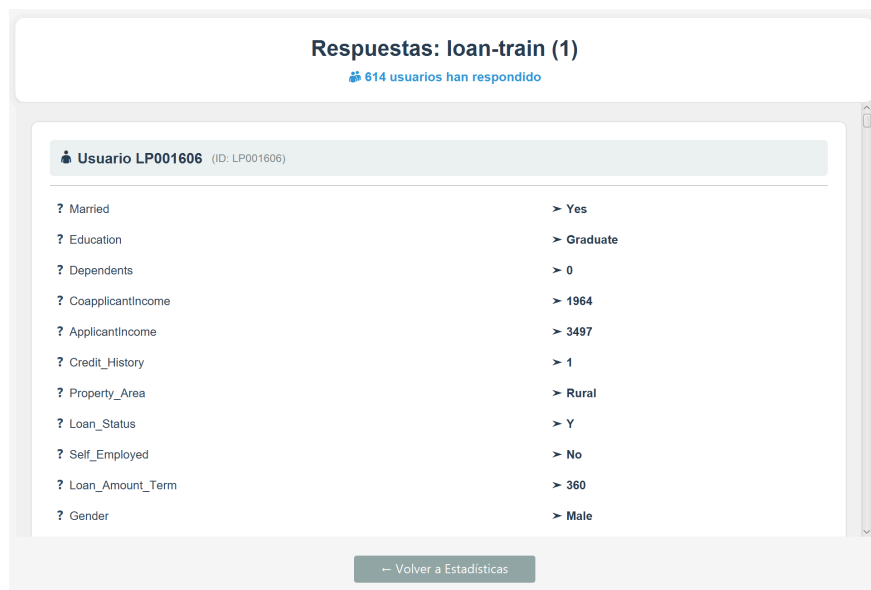 Respuestas: loan-train (1)
614 usuarios han respondido
Usuario LP001606 (ID: LP001606)
? Married ➢ Yes
? Education ➢ Graduate
? Dependents ➢ 0
? CoapplicantIncome ➢ 1964
? ApplicantIncome ➢ 3497
? Credit_History ➢ 1
? Property_Area ➢ Rural
? Loan_Status ➢ Y
? Self_Employed ➢ No
? Loan_Amount_Term ➢ 360
? Gender ➢ Male
← Volver a Estadísticas